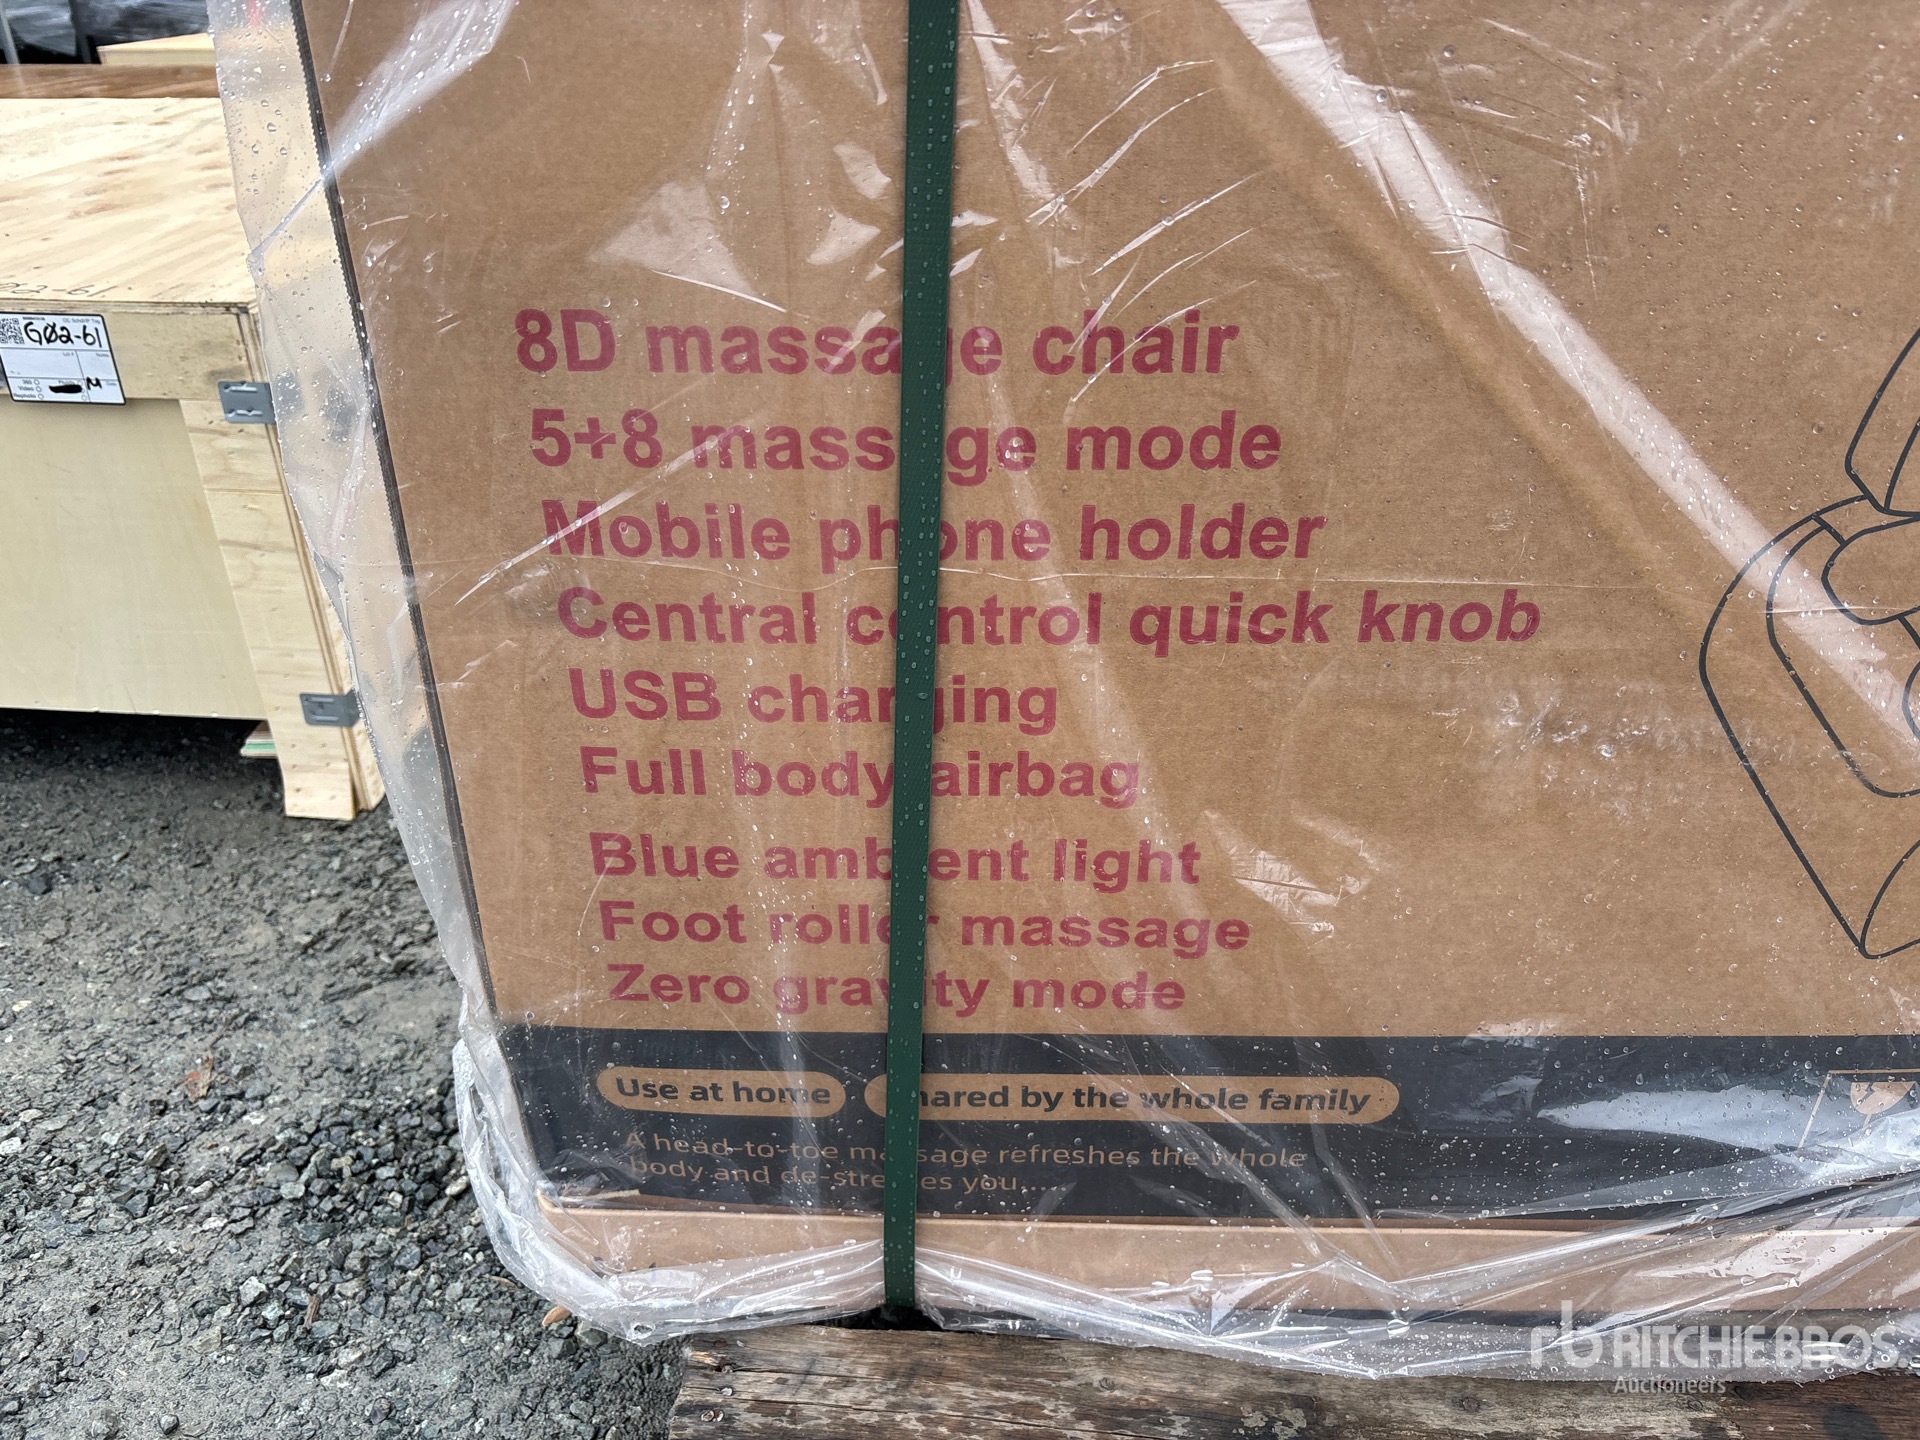 G02-61
8D massage chair
5+8 massage mode
Mobile phone holder
Central control quick knob
USB charging
Full body airbag
Blue ambient light
Foot roller massage
Zero gravity mode
Use at home
Shared by the whole family
A head-to-toe massage refreshes the whole
body and de-stresses you.....
rb RITCHIE BROS.
Auctioneers